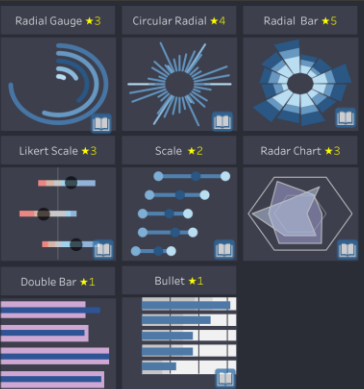 Radial Gauge ★3
Circular Radial ★4
Radial Bar ★5
Likert Scale ★3
Scale ★2
Radar Chart ★3
Double Bar ★1
Bullet ★1